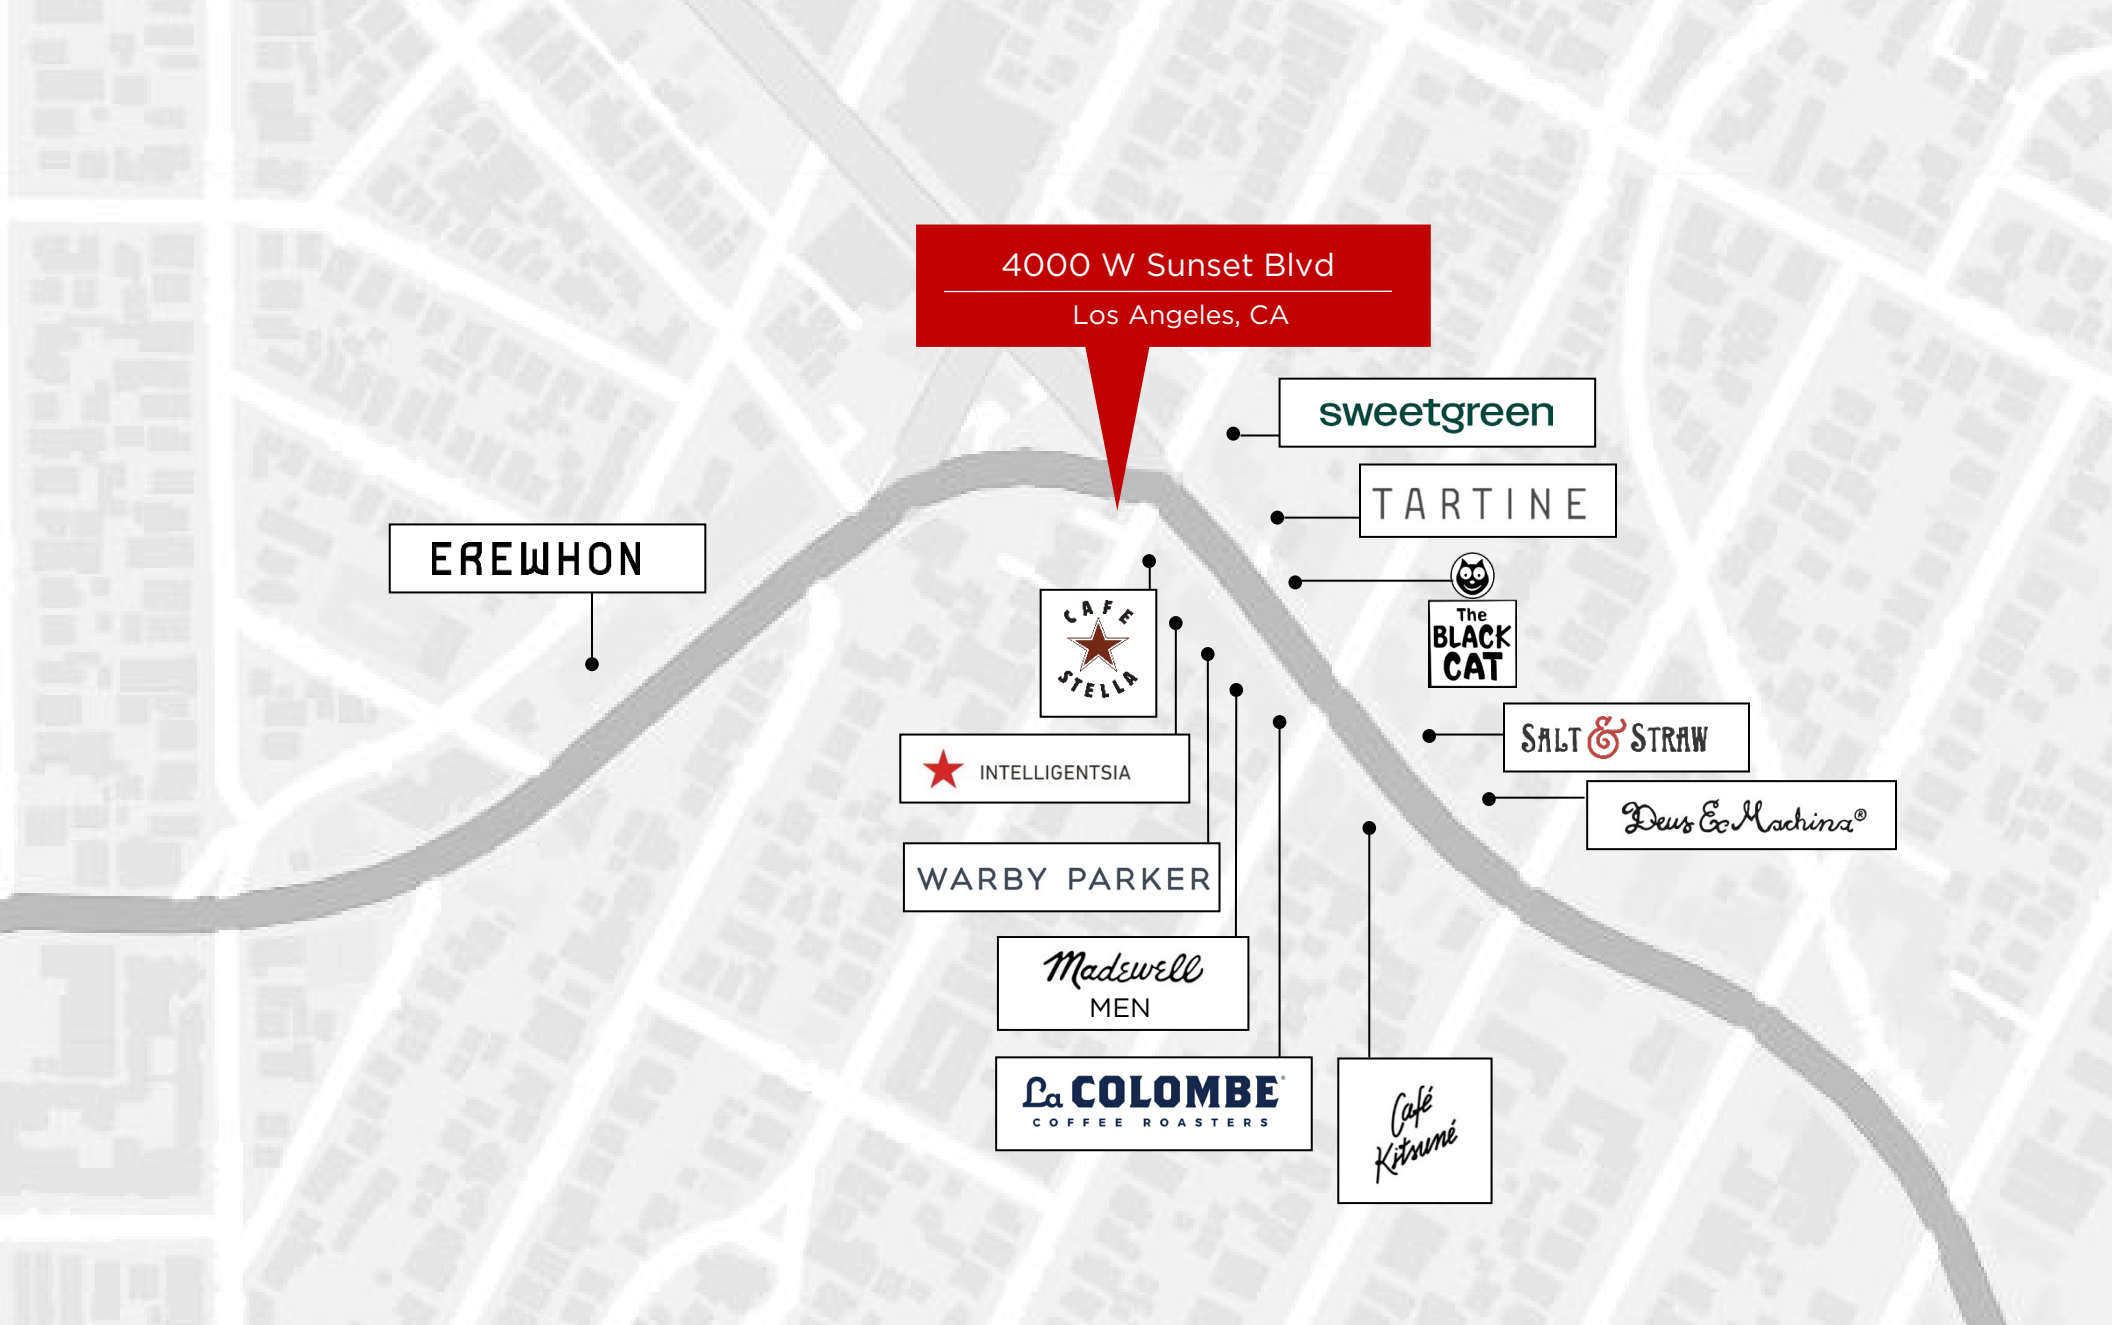 4000 W Sunset Blvd
Los Angeles, CA
sweetgreen
TARTINE
EREWHON
The
BLACK
CAT
CAFE
STELLA
SALT & STRAW
INTELLIGENTSIA
Deus Ex Machina®
WARBY PARKER
Madewell
MEN
La COLOMBE®
COFFEE ROASTERS
Café
Kitsuné